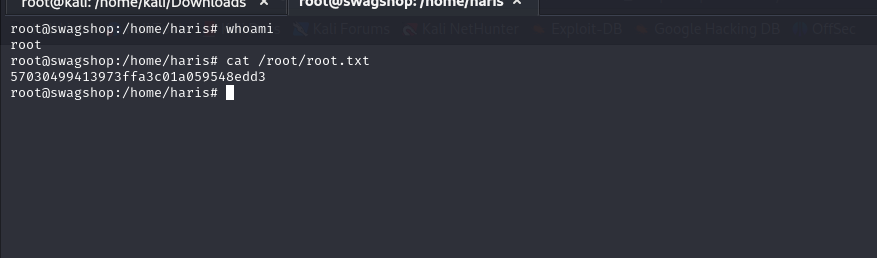 root@kali: /home/kali/Downloads × root@swagshop: /home/haris ×
root@swagshop:/home/haris# whoami
Kali Forums Kali NetHunter Exploit-DB Google Hacking DB OffSec
root
root@swagshop:/home/haris# cat /root/root.txt
57030499413973ffa3c01a059548edd3
root@swagshop:/home/haris#